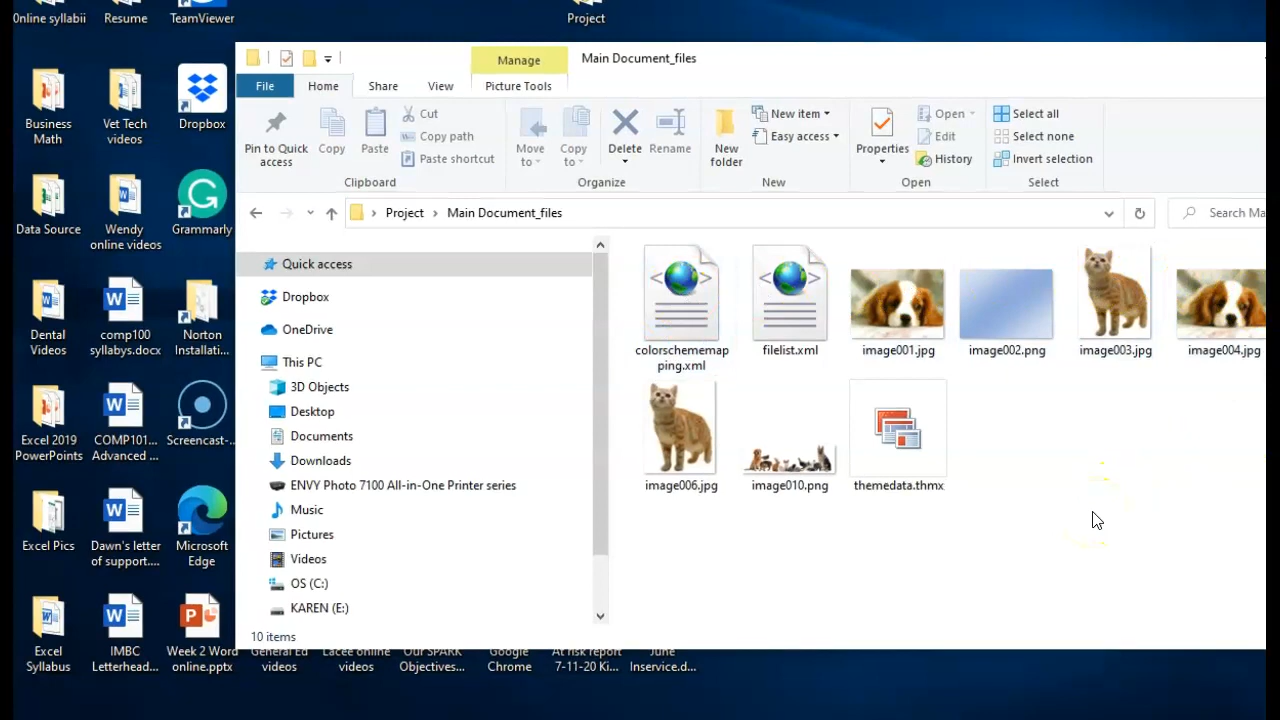 Online syllabii
Resume
TeamViewer
Project
Business
Math
Vet Tech
videos
Dropbox
Data Source
Wendy
online videos
Grammarly
Dental
Videos
comp100
syllabys.docx
Norton
Installati...
Excel 2019
PowerPoints
COMP101...
Advanced ...
Screencast-...
Excel Pics
Dawn's letter
of support....
Microsoft
Edge
Excel
Syllabus
IMBC
Letterhead...
Week 2 Word
online.pptx
General Ed
videos
Lacee online
videos
Our SPARK
Objectives...
Google
Chrome
At risk report
7-11-20 Ki...
June
Inservice.d...
Manage
Main Document_files
File
Home
Share
View
Picture Tools
Pin to Quick
access
Copy
Paste
Cut
Copy path
Paste shortcut
Clipboard
Move
to
Copy
to
Delete
Rename
Organize
New
folder
New item
Easy access
New
Properties
Open
Edit
History
Open
Select all
Select none
Invert selection
Select
Project
Main Document_files
Search Ma
Quick access
Dropbox
OneDrive
This PC
3D Objects
Desktop
Documents
Downloads
ENVY Photo 7100 All-in-One Printer series
Music
Pictures
Videos
OS (C:)
KAREN (E:)
colorschememap
pping.xml
filelist.xml
image001.jpg
image002.png
image003.jpg
image004.jpg
image006.jpg
image010.png
themedata.thmx
10 items